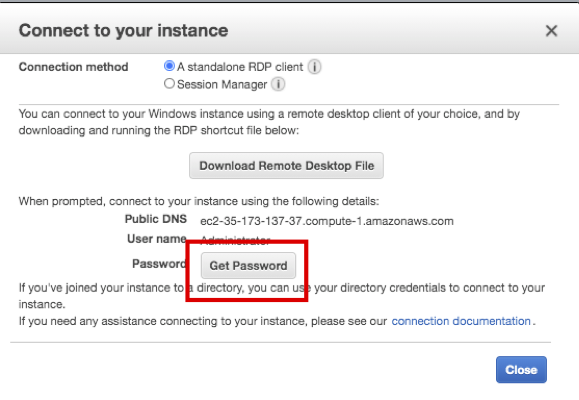 Connect to your instance
×
Connection method A standalone RDP client i
Session Manager i
You can connect to your Windows instance using a remote desktop client of your choice, and by
downloading and running the RDP shortcut file below:
Download Remote Desktop File
When prompted, connect to your instance using the following details:
Public DNS ec2-35-173-137-37.compute-1.amazonaws.com
User name Administrator
Password Get Password
If you've joined your instance to a directory, you can use your directory credentials to connect to your
instance.
If you need any assistance connecting to your instance, please see our connection documentation.
Close